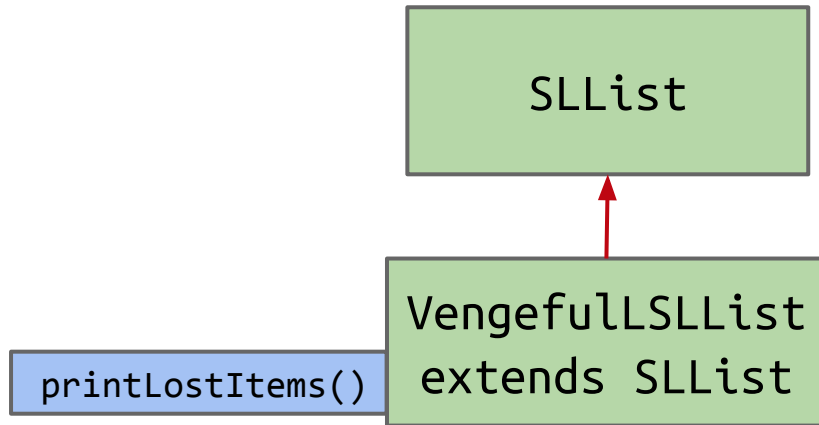 SLList
VengefulLSLList
extends SLList
printLostItems()